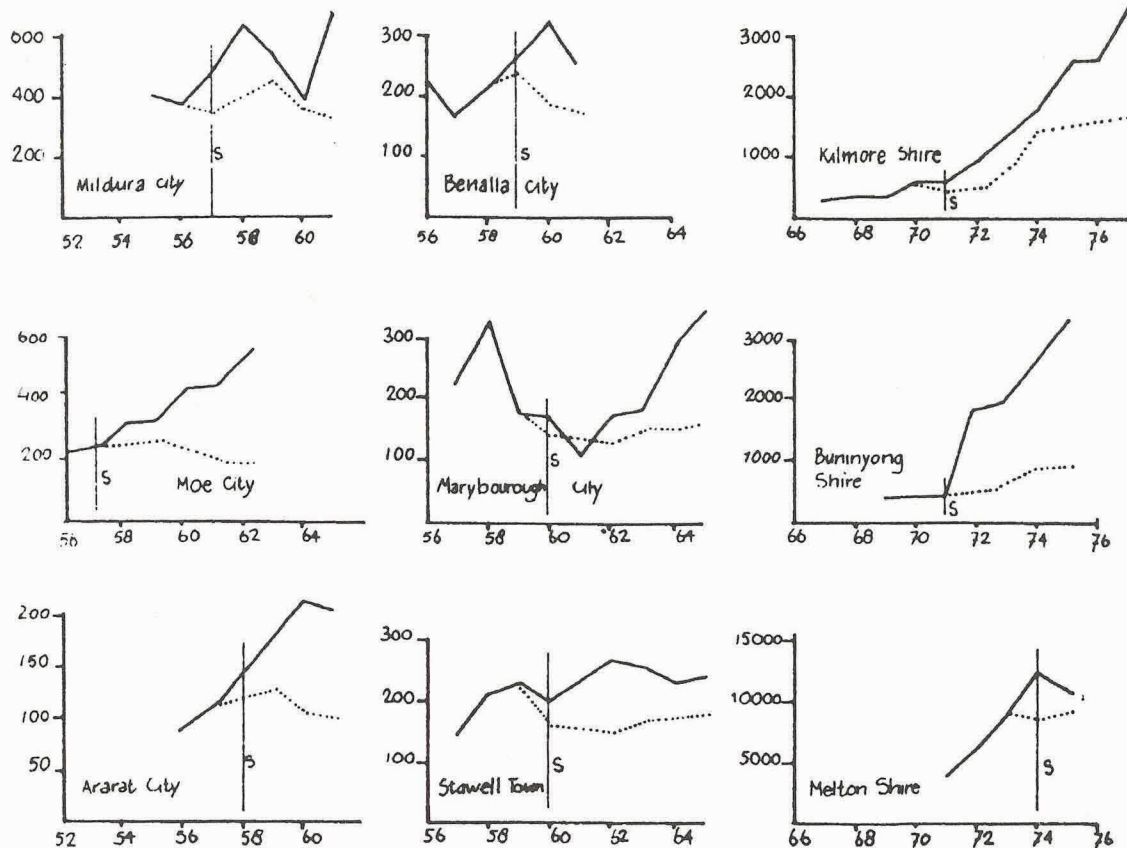 600
400
200
S
Mildura City
52 54 56 58 60
300
200
100
S
Benalla City
56 58 60 62 64
3000
2000
1000
Kilmore Shire
S
66 68 70 72 74 76
600
400
200
S
Moe City
56 58 60 62 64
300
200
100
S
Marybourough City
56 58 60 62 64
3000
2000
1000
Buninyong
Shire
S
66 68 70 72 74 76
200
150
100
50
S
Ararat City
52 54 56 58 60
300
200
100
S
Stawell Town
56 58 60 62 64
15000
10000
5000
S
Melton Shire
66 68 70 72 74 76